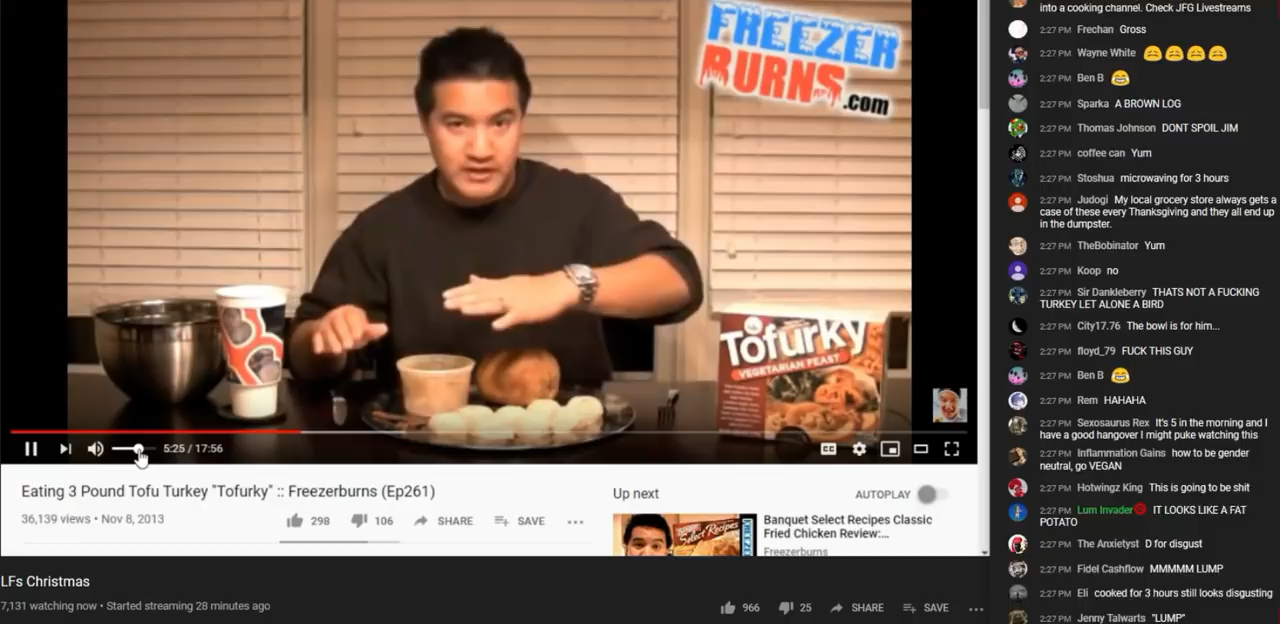 FREEZER
BURNS.com
Tofurky
VEGETARIAN FEAST
5:25 / 17:56
CC
Eating 3 Pound Tofu Turkey "Tofurky" :: Freezerburns (Ep261)
36,139 views • Nov 8, 2013
298
106
SHARE
SAVE
Up next
AUTOPLAY
Select Recipes
Banquet Select Recipes Classic
Fried Chicken Review:...
Freezerburns
LFs Christmas
7,131 watching now • Started streaming 28 minutes ago
966
25
SHARE
SAVE
into a cooking channel. Check JFG Livestreams
2:27 PM Frechan Gross
2:27 PM Wayne White 😩😩😩😩
2:27 PM Ben B 😂
2:27 PM Sparka A BROWN LOG
2:27 PM Thomas Johnson DONT SPOIL JIM
2:27 PM coffee can Yum
2:27 PM Stoshua microwaving for 3 hours
2:27 PM Judogi My local grocery store always gets a
case of these every Thanksgiving and they all end up
in the dumpster.
2:27 PM TheBobinator Yum
2:27 PM Koop no
2:27 PM Sir Dankleberry THATS NOT A FUCKING
TURKEY LET ALONE A BIRD
2:27 PM City17.76 The bowl is for him...
2:27 PM floyd_79 FUCK THIS GUY
2:27 PM Ben B 😂
2:27 PM Rem HAHAHA
2:27 PM Sexosaurus Rex It's 5 in the morning and I
have a good hangover I might puke watching this
2:27 PM Inflammation Gains how to be gender
neutral, go VEGAN
2:27 PM Hotwingz King This is going to be shit
2:27 PM Lum Invader IT LOOKS LIKE A FAT
POTATO
2:27 PM The Anxietyst D for disgust
2:27 PM Fidel Cashflow MMMMM LUMP
2:27 PM Eli cooked for 3 hours still looks disgusting
2:27 PM Jenny Talwarts "LUMP"